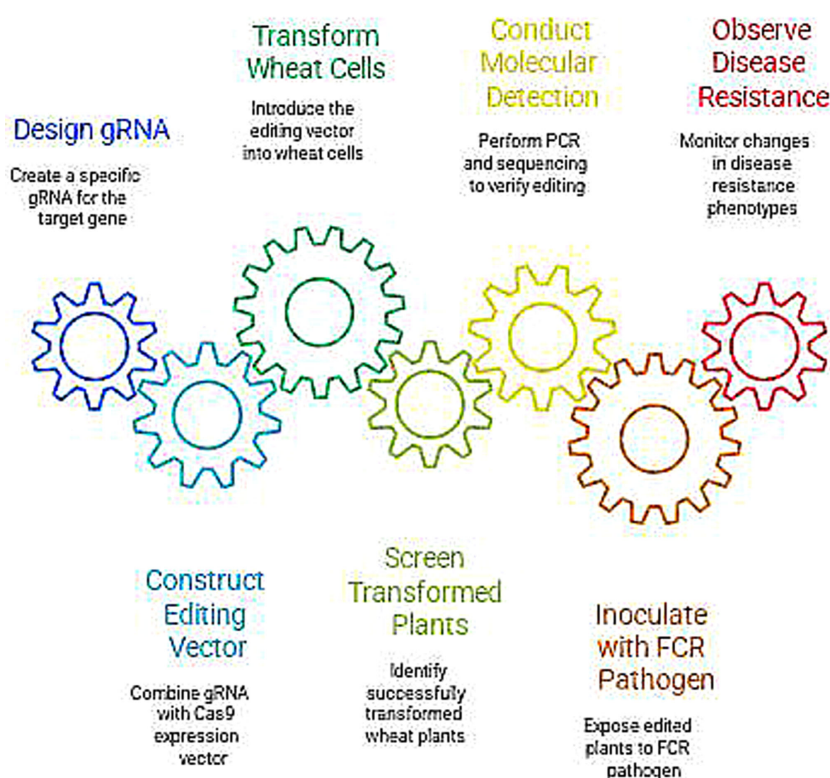 Design gRNA
Create a specific
gRNA for the
target gene
Construct
Editing
Vector
Combine gRNA
with Cas9
expression
vector
Transform
Wheat Cells
Introduce the
editing vector
into wheat cells
Screen
Transformed
Plants
Identify
successfully
transformed
wheat plants
Conduct
Molecular
Detection
Perform PCR
and sequencing
to verify editing
Inoculate
with FCR
Pathogen
Expose edited
plants to FCR
pathogen
Observe
Disease
Resistance
Monitor changes
in disease
resistance
phenotypes